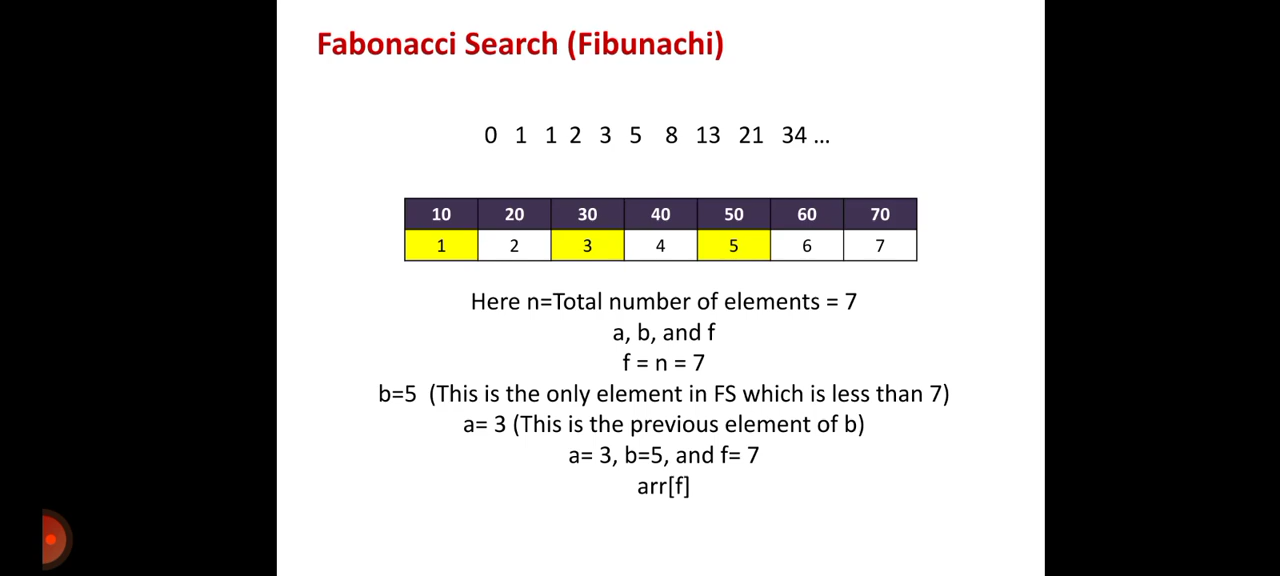 Fabonacci Search (Fibunachi)
0 1 1 2 3 5 8 13 21 34 ...
10 20 30 40 50 60 70
1 2 3 4 5 6 7
Here n=Total number of elements = 7
a, b, and f
f = n = 7
b=5 (This is the only element in FS which is less than 7)
a= 3 (This is the previous element of b)
a= 3, b=5, and f= 7
arr[f]